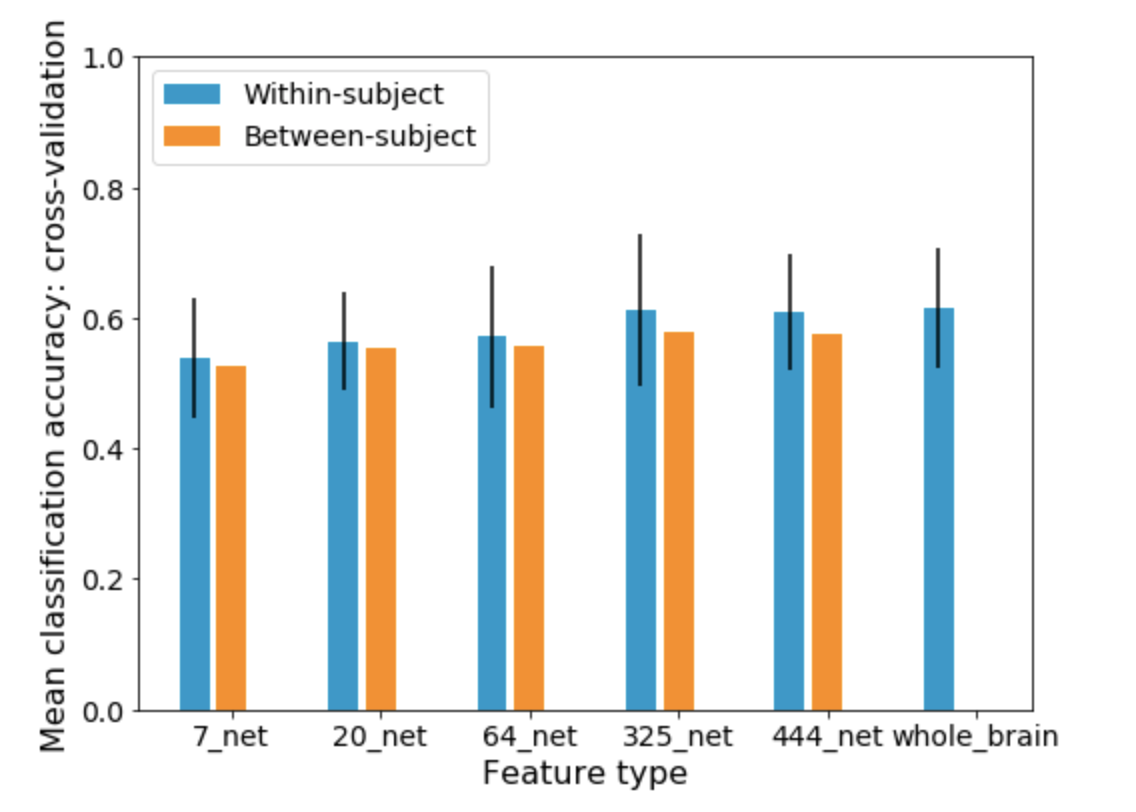 Mean classification accuracy: cross-validation
1.0
0.8
0.6
0.4
0.2
0.0
Within-subject
Between-subject
7_net 20_net 64_net 325_net 444_net whole_brain
Feature type